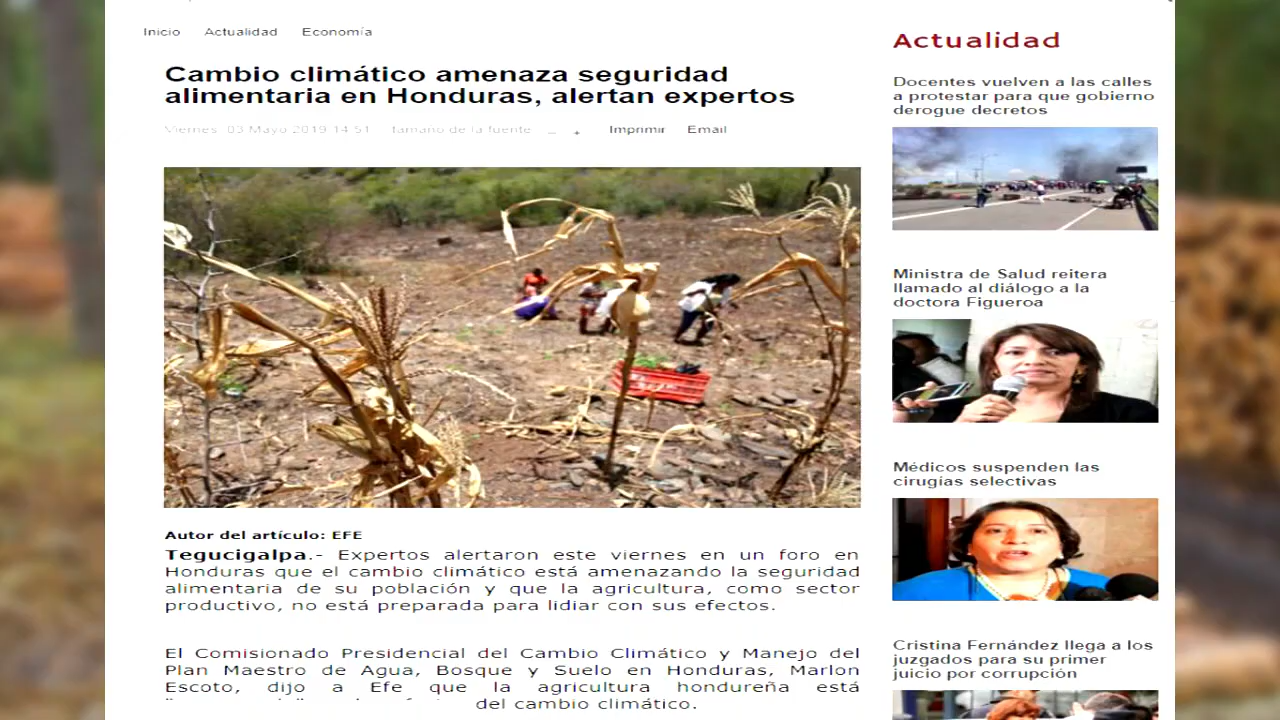 Inicio Actualidad Economía
Cambio climático amenaza seguridad
alimentaria en Honduras, alertan expertos
Viernes, 03 Mayo 2019 14:51 tamaño de la fuente - + Imprimir Email
Autor del artículo: EFE
Tegucigalpa.- Expertos alertaron este viernes en un foro en
Honduras que el cambio climático está amenazando la seguridad
alimentaria de su población y que la agricultura, como sector
productivo, no está preparada para lidiar con sus efectos.
El Comisionado Presidencial del Cambio Climático y Manejo del
Plan Maestro de Agua, Bosque y Suelo en Honduras, Marlon
Escoto, dijo a Efe que la agricultura hondureña está
del cambio climático.
Actualidad
Docentes vuelven a las calles
a protestar para que gobierno
derogue decretos
Ministra de Salud reitera
llamado al diálogo a la
doctora Figueroa
Médicos suspenden las
cirugías selectivas
Cristina Fernández llega a los
juzgados para su primer
juicio por corrupción